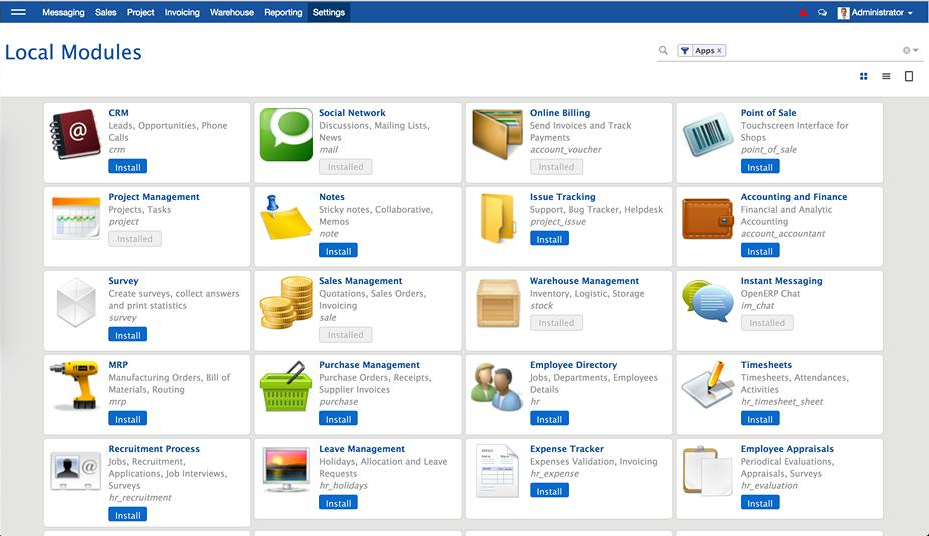 Messaging Sales Project Invoicing Warehouse Reporting Settings Administrator
Local Modules
Apps x
CRM
Leads, Opportunities, Phone
Calls
crm
Install
Social Network
Discussions, Mailing Lists,
News
mail
Installed
Online Billing
Send Invoices and Track
Payments
account_voucher
Installed
Point of Sale
Touchscreen Interface for
Shops
point_of_sale
Install
Project Management
Projects, Tasks
project
Installed
Notes
Sticky notes, Collaborative,
Memos
note
Install
Issue Tracking
Support, Bug Tracker, Helpdesk
project_issue
Install
Accounting and Finance
Financial and Analytic
Accounting
account_accountant
Install
Survey
Create surveys, collect answers
and print statistics
survey
Install
Sales Management
Quotations, Sales Orders,
Invoicing
sale
Installed
Warehouse Management
Inventory, Logistic, Storage
stock
Installed
Instant Messaging
OpenERP Chat
im_chat
Installed
MRP
Manufacturing Orders, Bill of
Materials, Routing
mrp
Install
Purchase Management
Purchase Orders, Receipts,
Supplier Invoices
purchase
Install
Employee Directory
Jobs, Departments, Employees
Details
hr
Install
Timesheets
Timesheets, Attendances,
Activities
hr_timesheet_sheet
Install
Recruitment Process
Jobs, Recruitment,
Applications, Job Interviews,
Surveys
hr_recruitment
Install
Leave Management
Holidays, Allocation and Leave
Requests
hr_holidays
Install
Expense Tracker
Expenses Validation, Invoicing
hr_expense
Install
Employee Appraisals
Periodical Evaluations,
Appraisals, Surveys
hr_evaluation
Install